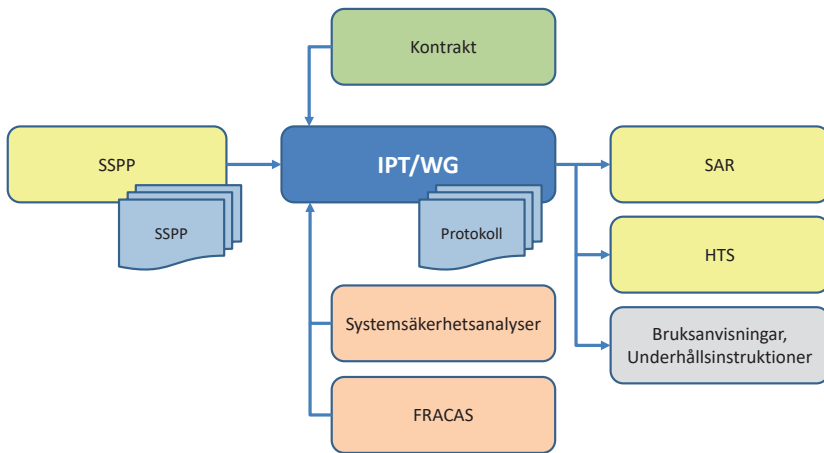 Kontrakt
SSPP
IPT/WG
SAR
SSPP
Protokoll
HTS
Systemsäkerhetsanalyser
Bruksanvisningar,
Underhållsinstruktioner
FRACAS